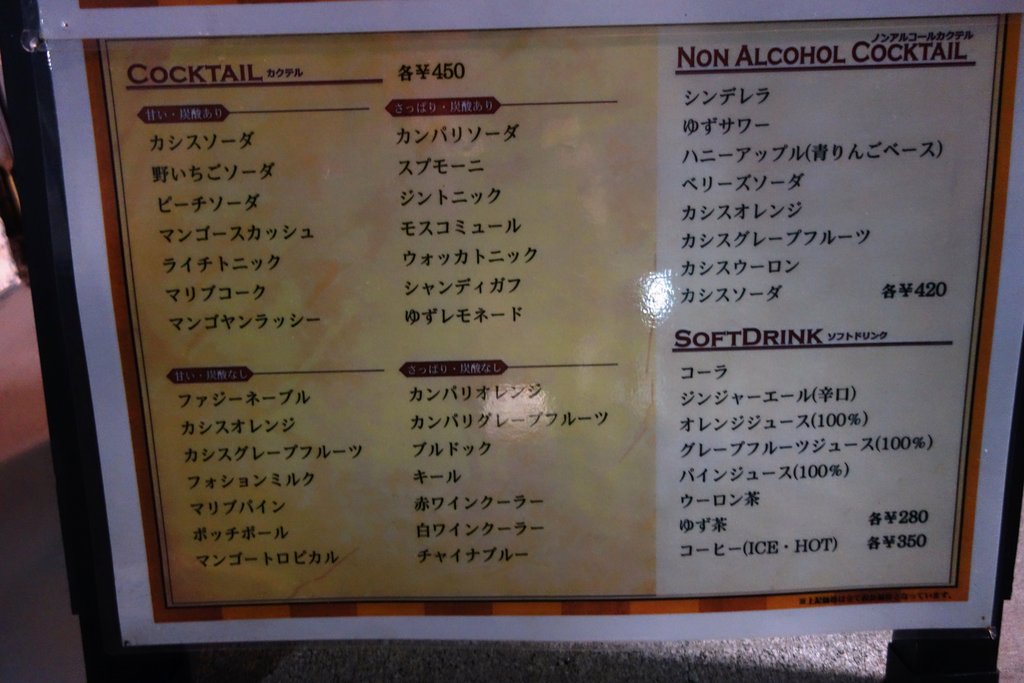 COCKTAIL カクテル 各¥450
甘い・炭酸あり
カシスソーダ
野いちごソーダ
ピーチソーダ
マンゴースカッシュ
ライチトニック
マリブコーク
マンゴヤンラッシー
さっぱり・炭酸あり
カンパリソーダ
スプモーニ
ジントニック
モスコミュール
ウォッカトニック
シャンディガフ
ゆずレモネード
甘い・炭酸なし
ファジーネーブル
カシスオレンジ
カシスグレープフルーツ
フォションミルク
マリブパイン
ボッチボール
マンゴートロピカル
さっぱり・炭酸なし
カンパリオレンジ
カンパリグレープフルーツ
ブルドック
キール
赤ワインクーラー
白ワインクーラー
チャイナブルー
ノンアルコールカクテル
NON ALCOHOL COCKTAIL
シンデレラ
ゆずサワー
ハニーアップル(青りんごベース)
ベリーズソーダ
カシスオレンジ
カシスグレープフルーツ
カシスウーロン
カシスソーダ 各¥420
SOFTDRINK ソフトドリンク
コーラ
ジンジャーエール(辛口)
オレンジジュース(100%)
グレープフルーツジュース(100%)
パインジュース(100%)
ウーロン茶
ゆず茶 各¥280
コーヒー(ICE・HOT) 各¥350